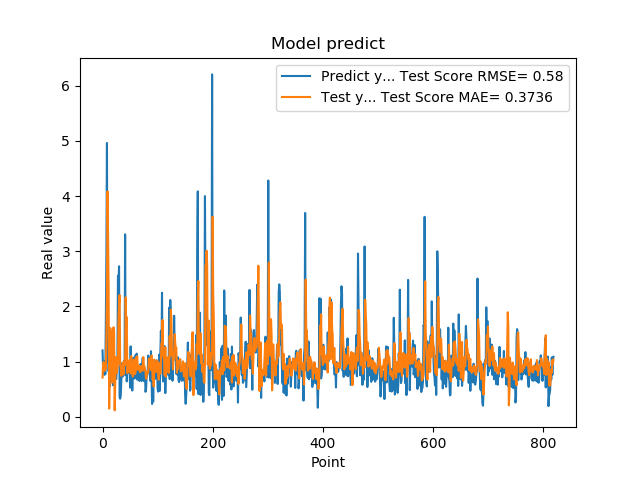 Model predict
Predict y... Test Score RMSE= 0.58
Test y... Test Score MAE= 0.3736
Real value
6
5
4
3
2
1
0
0 200 400 600 800
Point